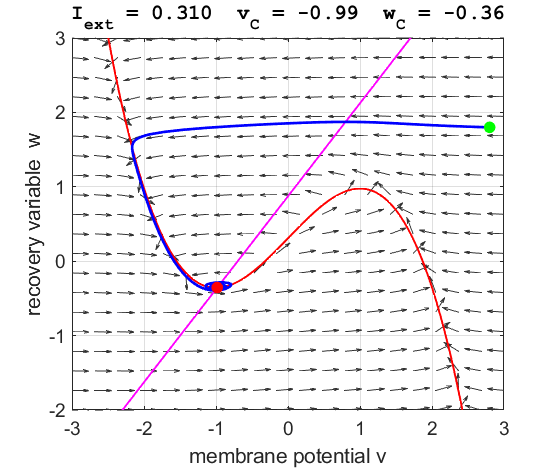 I_ext = 0.310 v_C = -0.99 w_C = -0.36
3
2
1
0
-1
-2
recovery variable w
-3 -2 -1 0 1 2 3
membrane potential v